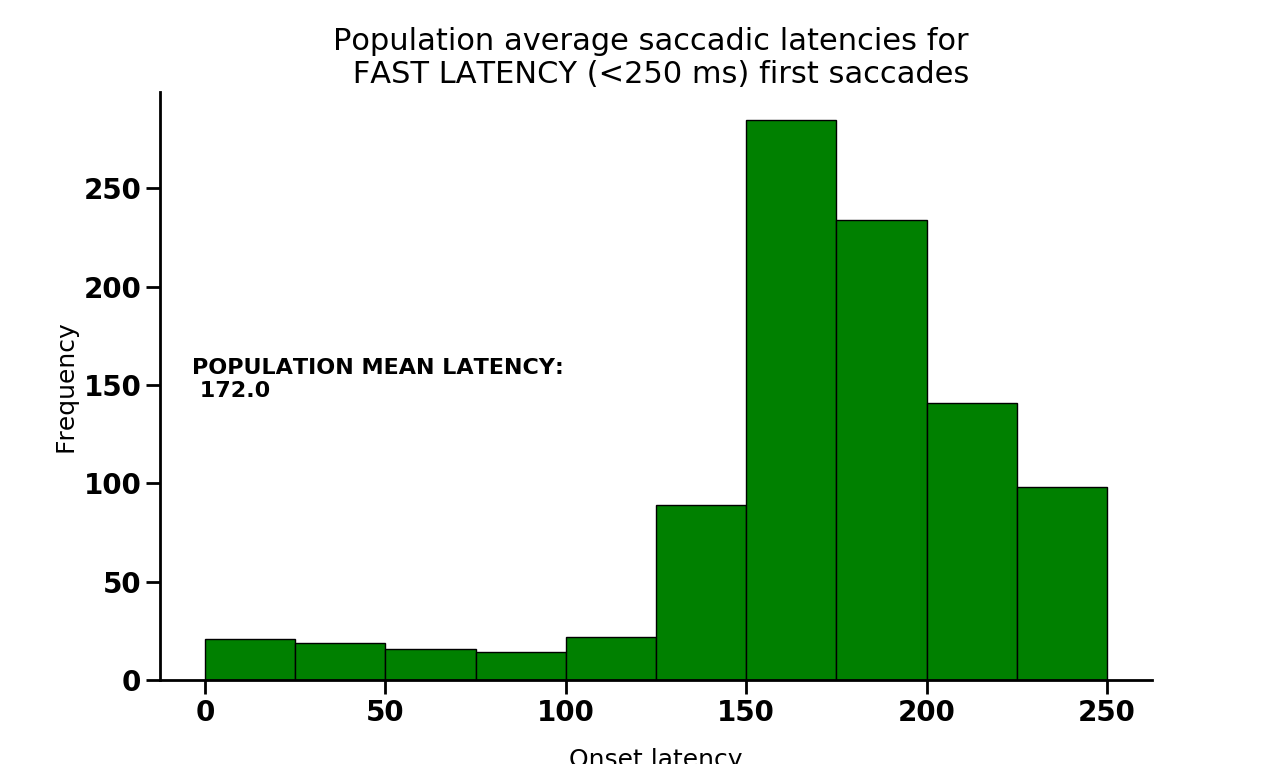 Population average saccadic latencies for
FAST LATENCY (<250 ms) first saccades
250
200
150
100
50
0
Frequency
POPULATION MEAN LATENCY:
172.0
0 50 100 150 200 250
Onset latency